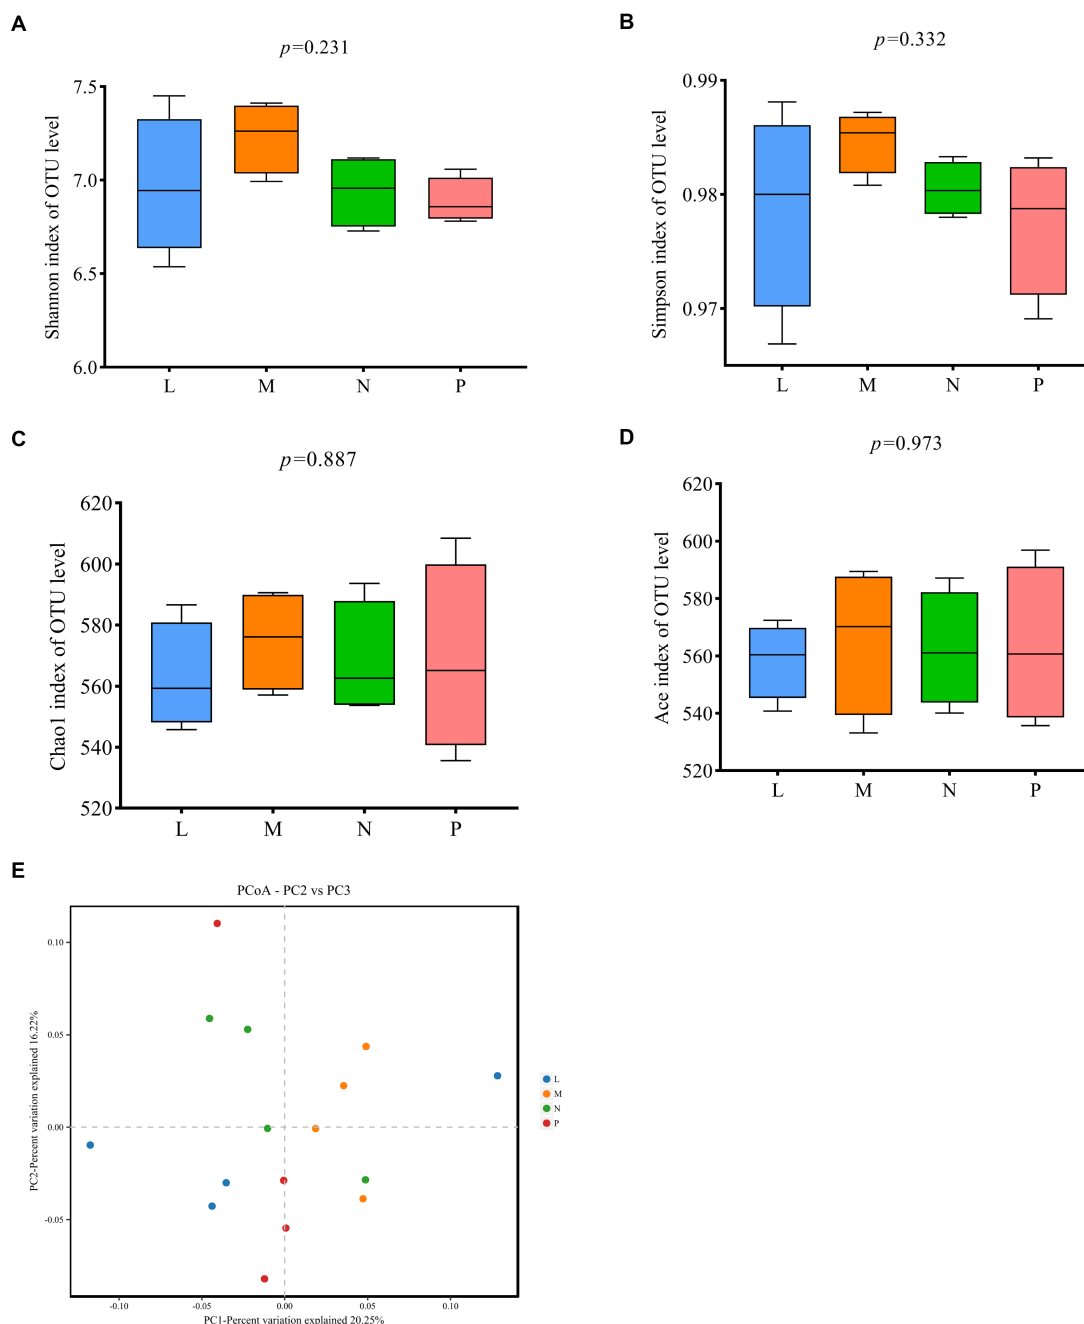 A
p=0.231
Shannon index of OTU level
7.5
7.0
6.5
6.0
L M N P
B
p=0.332
Simpson index of OTU level
0.99
0.98
0.97
L M N P
C
p=0.887
Chao1 index of OTU level
620
600
580
560
540
520
L M N P
D
p=0.973
Ace index of OTU level
620
600
580
560
540
520
L M N P
E
PCoA - PC2 vs PC3
PC2-Percent variation explained 16.22%
0.10
0.05
0.00
-0.05
-0.10 -0.05 0.00 0.05 0.10
PC1-Percent variation explained 20.25%
L
M
N
P